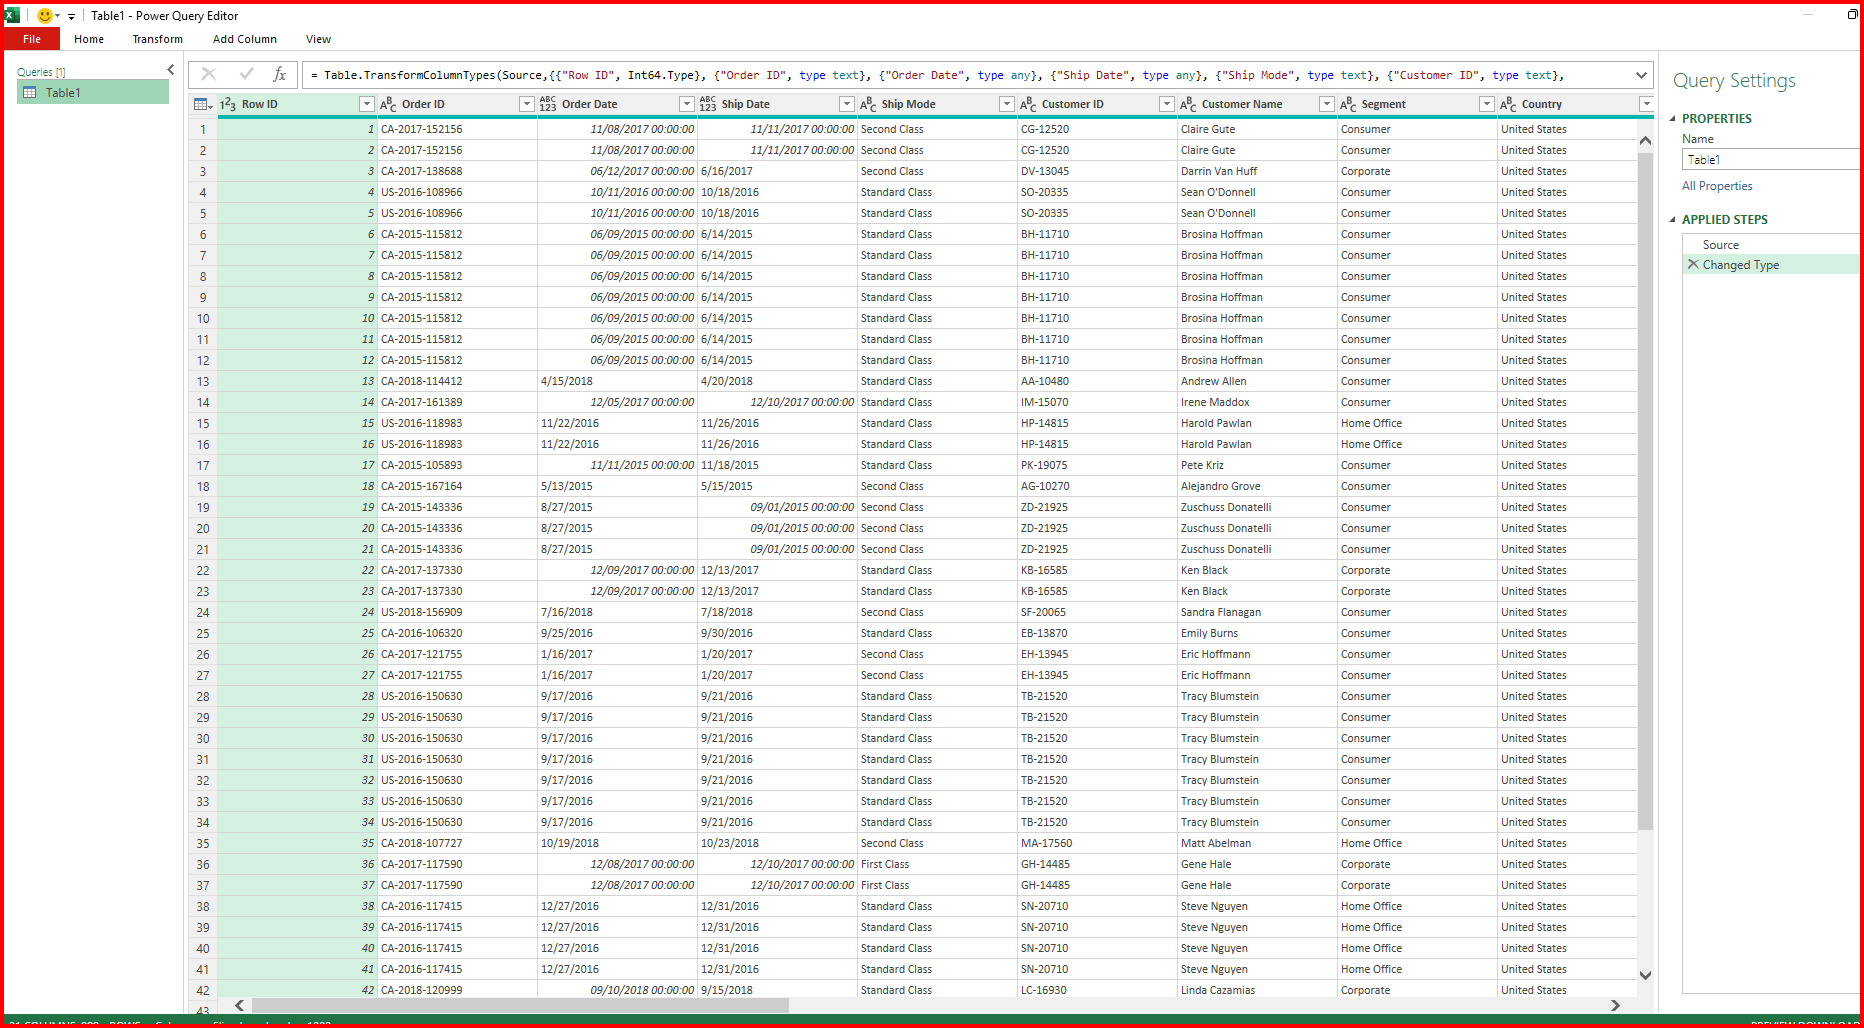 Table1 - Power Query Editor
File Home Transform Add Column View
Queries [1]
Table1
fx = Table.TransformColumnTypes(Source,{{"Row ID", Int64.Type}, {"Order ID", type text}, {"Order Date", type any}, {"Ship Date", type any}, {"Ship Mode", type text}, {"Customer ID", type text},
1²3 Row ID ABC Order ID ABC 123 Order Date ABC 123 Ship Date ABC Ship Mode ABC Customer ID ABC Customer Name ABC Segment ABC Country
1 1 CA-2017-152156 11/08/2017 00:00:00 11/11/2017 00:00:00 Second Class CG-12520 Claire Gute Consumer United States
2 2 CA-2017-152156 11/08/2017 00:00:00 11/11/2017 00:00:00 Second Class CG-12520 Claire Gute Consumer United States
3 3 CA-2017-138688 06/12/2017 00:00:00 6/16/2017 Second Class DV-13045 Darrin Van Huff Corporate United States
4 4 US-2016-108966 10/11/2016 00:00:00 10/18/2016 Standard Class SO-20335 Sean O'Donnell Consumer United States
5 5 US-2016-108966 10/11/2016 00:00:00 10/18/2016 Standard Class SO-20335 Sean O'Donnell Consumer United States
6 6 CA-2015-115812 06/09/2015 00:00:00 6/14/2015 Standard Class BH-11710 Brosina Hoffman Consumer United States
7 7 CA-2015-115812 06/09/2015 00:00:00 6/14/2015 Standard Class BH-11710 Brosina Hoffman Consumer United States
8 8 CA-2015-115812 06/09/2015 00:00:00 6/14/2015 Standard Class BH-11710 Brosina Hoffman Consumer United States
9 9 CA-2015-115812 06/09/2015 00:00:00 6/14/2015 Standard Class BH-11710 Brosina Hoffman Consumer United States
10 10 CA-2015-115812 06/09/2015 00:00:00 6/14/2015 Standard Class BH-11710 Brosina Hoffman Consumer United States
11 11 CA-2015-115812 06/09/2015 00:00:00 6/14/2015 Standard Class BH-11710 Brosina Hoffman Consumer United States
12 12 CA-2015-115812 06/09/2015 00:00:00 6/14/2015 Standard Class BH-11710 Brosina Hoffman Consumer United States
13 13 CA-2018-114412 4/15/2018 4/20/2018 Standard Class AA-10480 Andrew Allen Consumer United States
14 14 CA-2017-161389 12/05/2017 00:00:00 12/10/2017 00:00:00 Standard Class IM-15070 Irene Maddox Consumer United States
15 15 US-2016-118983 11/22/2016 11/26/2016 Standard Class HP-14815 Harold Pawlan Home Office United States
16 16 US-2016-118983 11/22/2016 11/26/2016 Standard Class HP-14815 Harold Pawlan Home Office United States
17 17 CA-2015-105893 11/11/2015 00:00:00 11/18/2015 Standard Class PK-19075 Pete Kriz Consumer United States
18 18 CA-2015-167164 5/13/2015 5/15/2015 Second Class AG-10270 Alejandro Grove Consumer United States
19 19 CA-2015-143336 8/27/2015 09/01/2015 00:00:00 Second Class ZD-21925 Zuschuss Donatelli Consumer United States
20 20 CA-2015-143336 8/27/2015 09/01/2015 00:00:00 Second Class ZD-21925 Zuschuss Donatelli Consumer United States
21 21 CA-2015-143336 8/27/2015 09/01/2015 00:00:00 Second Class ZD-21925 Zuschuss Donatelli Consumer United States
22 22 CA-2017-137330 12/09/2017 00:00:00 12/13/2017 Standard Class KB-16585 Ken Black Corporate United States
23 23 CA-2017-137330 12/09/2017 00:00:00 12/13/2017 Standard Class KB-16585 Ken Black Corporate United States
24 24 US-2018-156909 7/16/2018 7/18/2018 Second Class SF-20065 Sandra Flanagan Consumer United States
25 25 CA-2016-106320 9/25/2016 9/30/2016 Standard Class EB-13870 Emily Burns Consumer United States
26 26 CA-2017-121755 1/16/2017 1/20/2017 Second Class EH-13945 Eric Hoffmann Consumer United States
27 27 CA-2017-121755 1/16/2017 1/20/2017 Second Class EH-13945 Eric Hoffmann Consumer United States
28 28 US-2016-150630 9/17/2016 9/21/2016 Standard Class TB-21520 Tracy Blumstein Consumer United States
29 29 US-2016-150630 9/17/2016 9/21/2016 Standard Class TB-21520 Tracy Blumstein Consumer United States
30 30 US-2016-150630 9/17/2016 9/21/2016 Standard Class TB-21520 Tracy Blumstein Consumer United States
31 31 US-2016-150630 9/17/2016 9/21/2016 Standard Class TB-21520 Tracy Blumstein Consumer United States
32 32 US-2016-150630 9/17/2016 9/21/2016 Standard Class TB-21520 Tracy Blumstein Consumer United States
33 33 US-2016-150630 9/17/2016 9/21/2016 Standard Class TB-21520 Tracy Blumstein Consumer United States
34 34 US-2016-150630 9/17/2016 9/21/2016 Standard Class TB-21520 Tracy Blumstein Consumer United States
35 35 CA-2018-107727 10/19/2018 10/23/2018 Second Class MA-17560 Matt Abelman Home Office United States
36 36 CA-2017-117590 12/08/2017 00:00:00 12/10/2017 00:00:00 First Class GH-14485 Gene Hale Corporate United States
37 37 CA-2017-117590 12/08/2017 00:00:00 12/10/2017 00:00:00 First Class GH-14485 Gene Hale Corporate United States
38 38 CA-2016-117415 12/27/2016 12/31/2016 Standard Class SN-20710 Steve Nguyen Home Office United States
39 39 CA-2016-117415 12/27/2016 12/31/2016 Standard Class SN-20710 Steve Nguyen Home Office United States
40 40 CA-2016-117415 12/27/2016 12/31/2016 Standard Class SN-20710 Steve Nguyen Home Office United States
41 41 CA-2016-117415 12/27/2016 12/31/2016 Standard Class SN-20710 Steve Nguyen Home Office United States
42 42 CA-2018-120999 09/10/2018 00:00:00 9/15/2018 Standard Class LC-16930 Linda Cazamias Corporate United States
43
Query Settings
PROPERTIES
Name
Table1
All Properties
APPLIED STEPS
Source
Changed Type